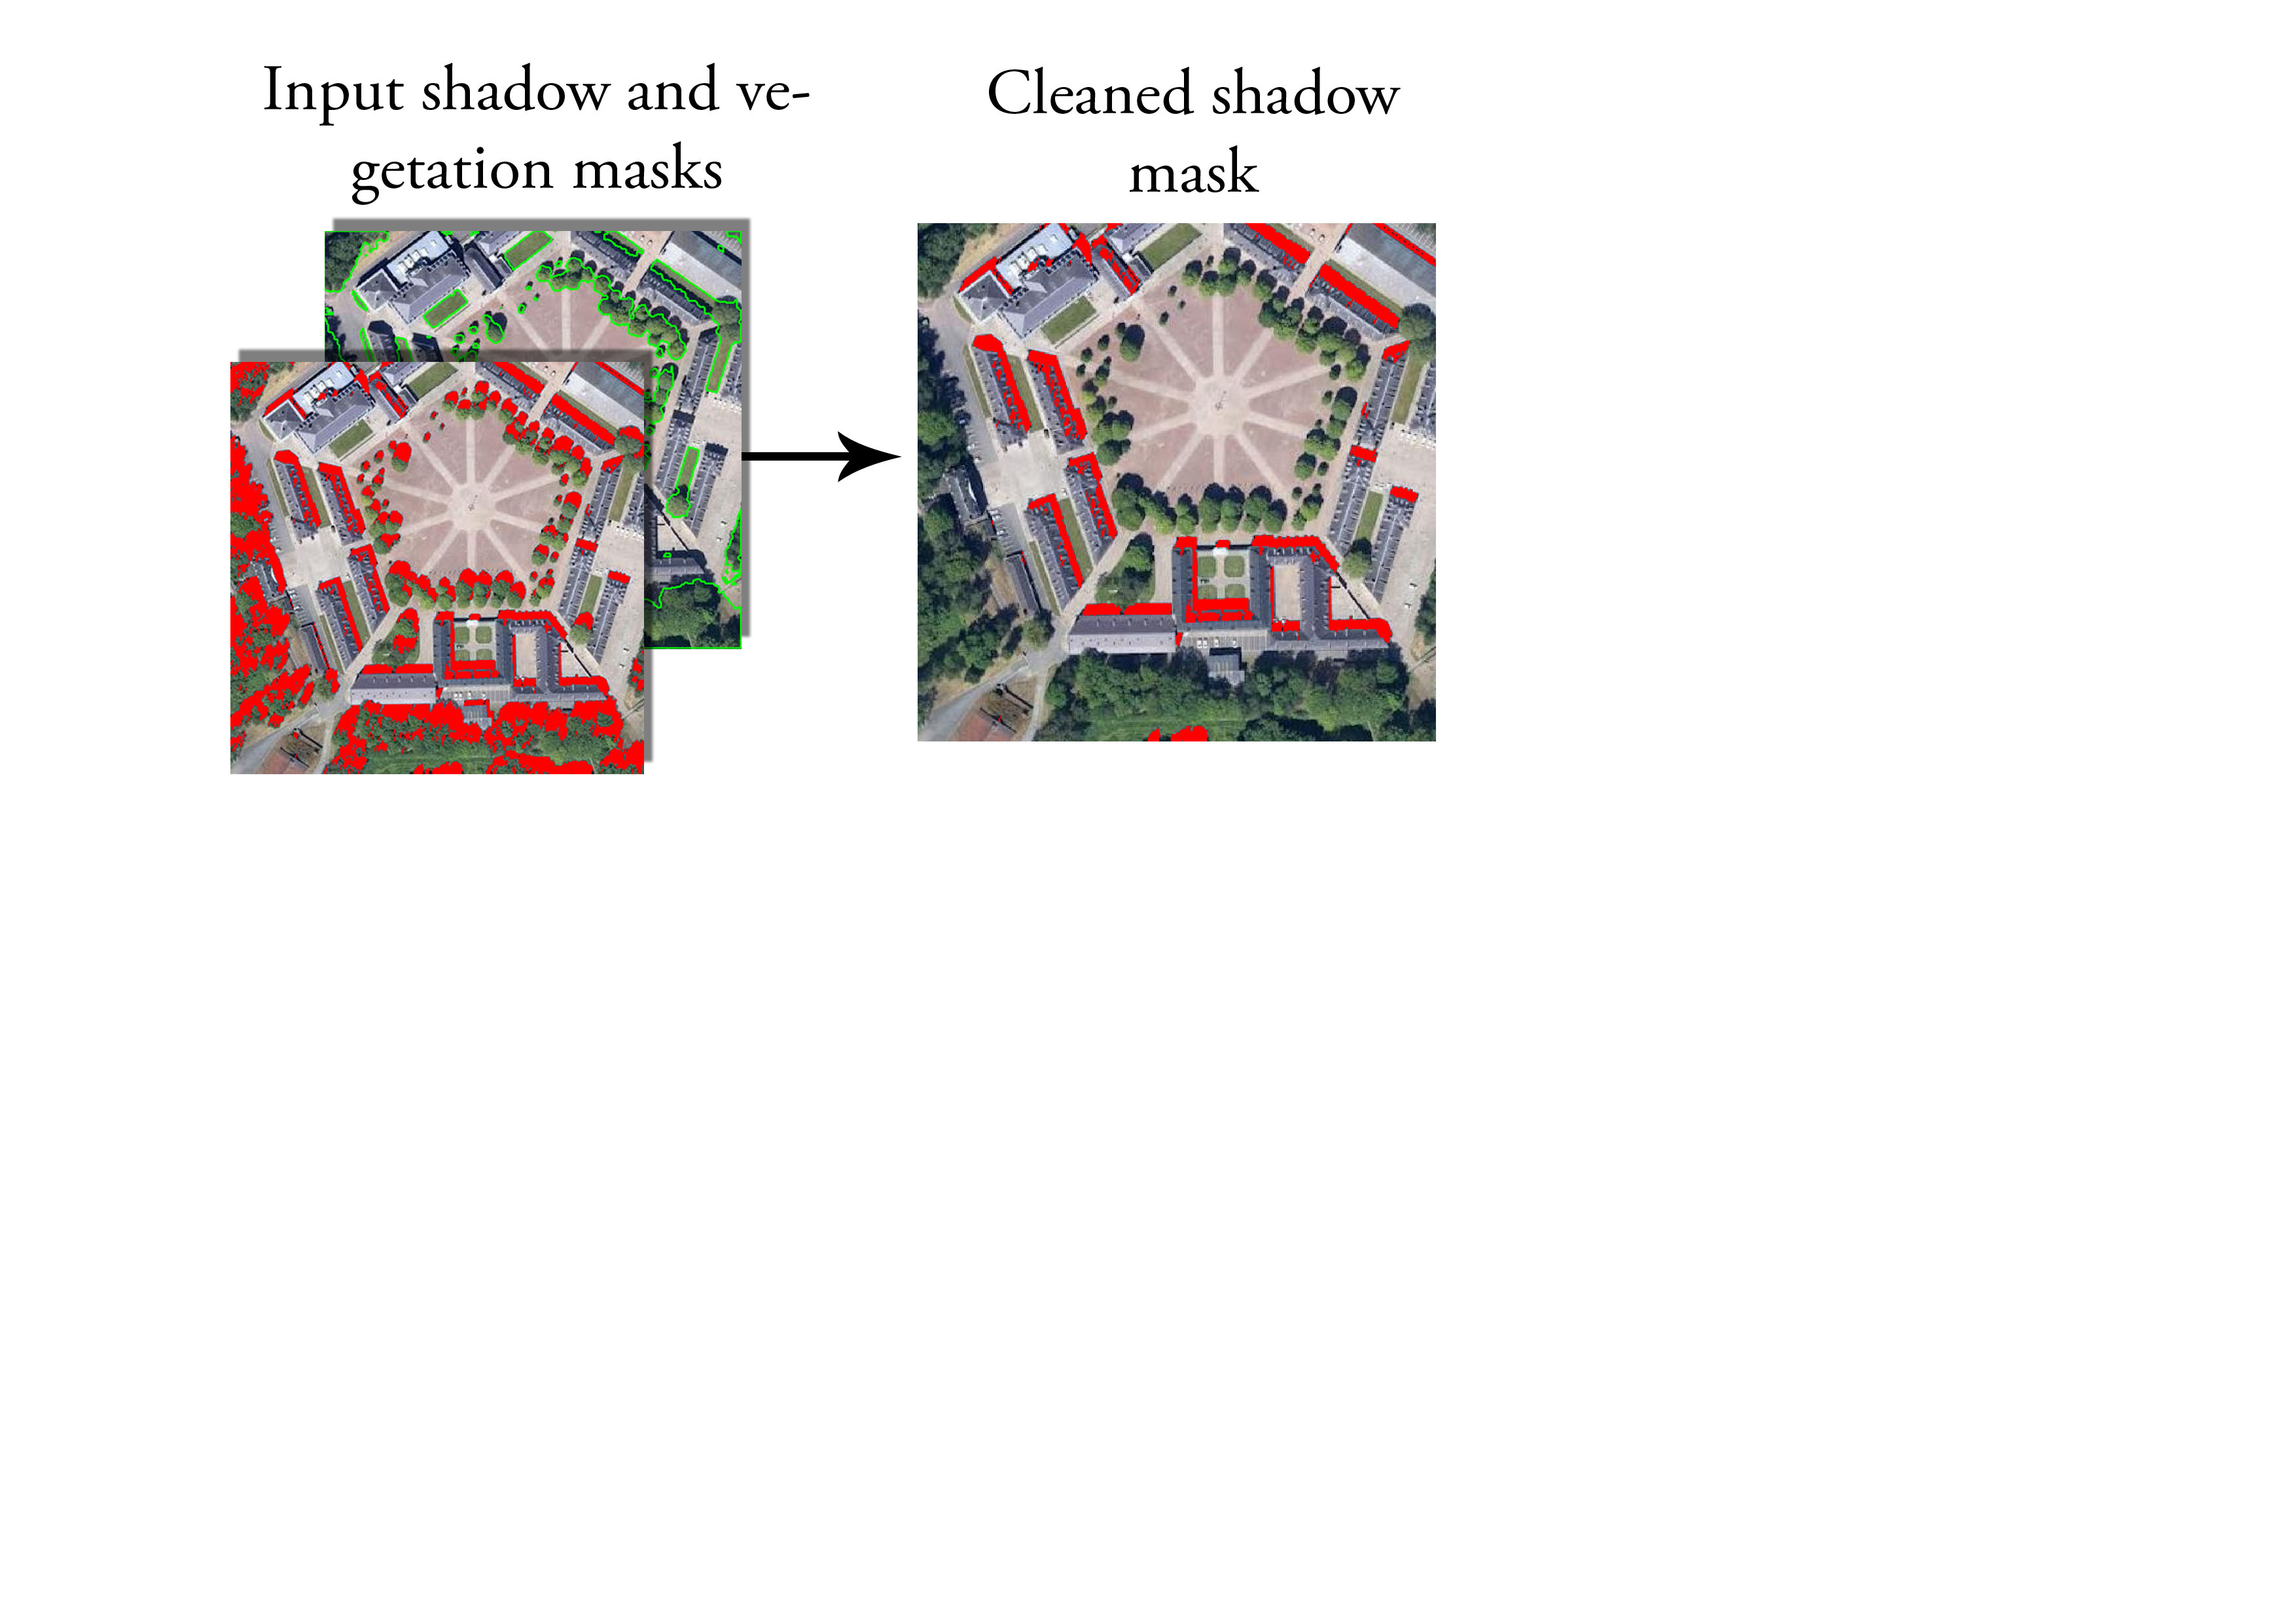 Input shadow and ve-
getation masks
Cleaned shadow
mask